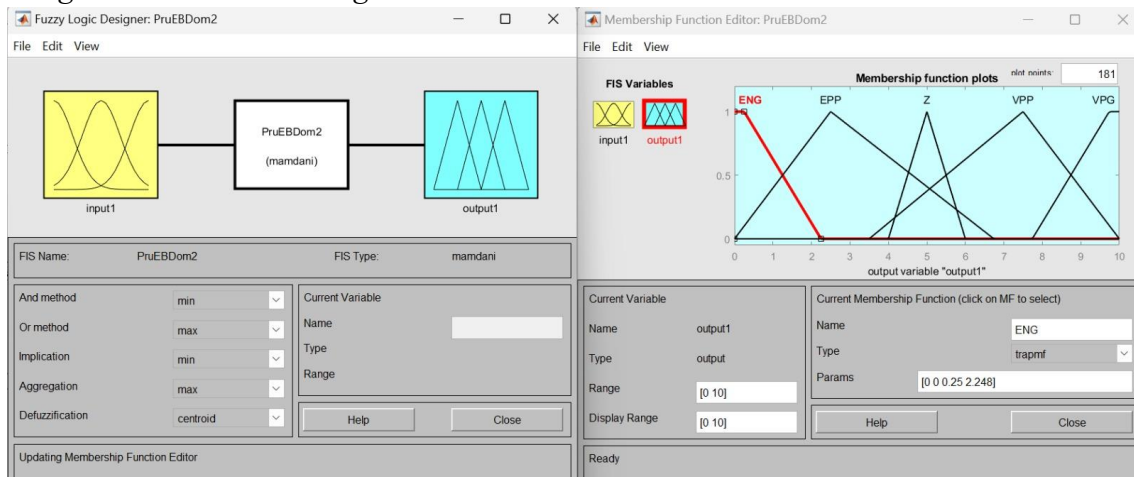 Fuzzy Logic Designer: PruEBDom2
File Edit View
PruEBDom2
(mamdani)
input1
output1
FIS Name: PruEBDom2 FIS Type: mamdani
And method min
Or method max
Implication min
Aggregation max
Defuzzification centroid
Current Variable
Name
Type
Range
Help Close
Updating Membership Function Editor
Membership Function Editor: PruEBDom2
File Edit View
FIS Variables
input1 output1
Membership function plots plot points: 181
ENG EPP Z VPP VPG
1
0.5
0
0 1 2 3 4 5 6 7 8 9 10
output variable "output1"
Current Variable
Name output1
Type output
Range [0 10]
Display Range [0 10]
Current Membership Function (click on MF to select)
Name ENG
Type trapmf
Params [0 0 0.25 2.248]
Help Close
Ready